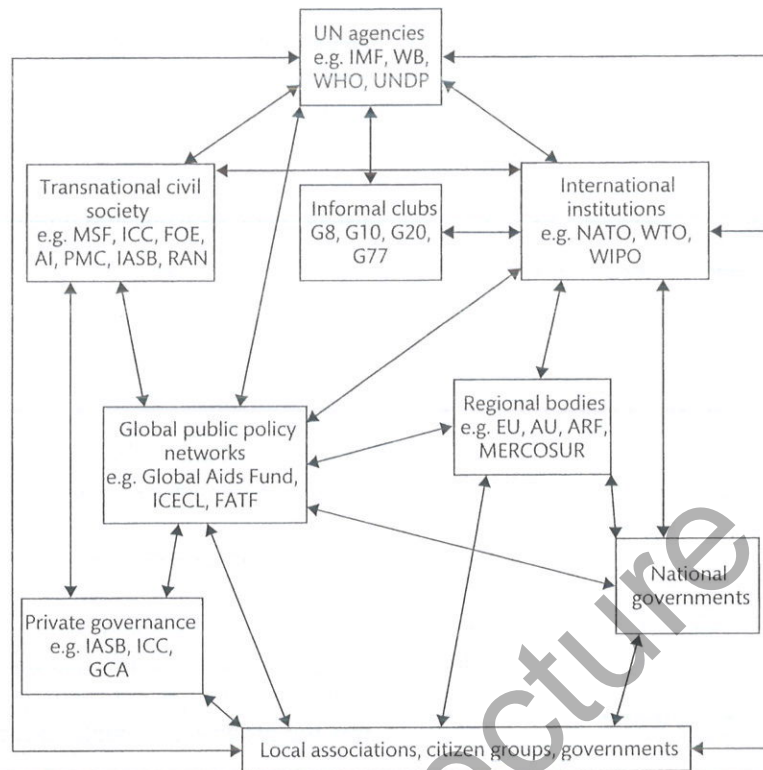 UN agencies
e.g. IMF, WB,
WHO, UNDP
Transnational civil
society
e.g. MSF, ICC, FOE,
AI, PMC, IASB, RAN
Informal clubs
G8, G10, G20,
G77
International
institutions
e.g. NATO, WTO,
WIPO
Global public policy
networks
e.g. Global Aids Fund,
ICECL, FATF
Regional bodies
e.g. EU, AU, ARF,
MERCOSUR
National
governments
Private governance
e.g. IASB, ICC,
GCA
Local associations, citizen groups, governments
ecture